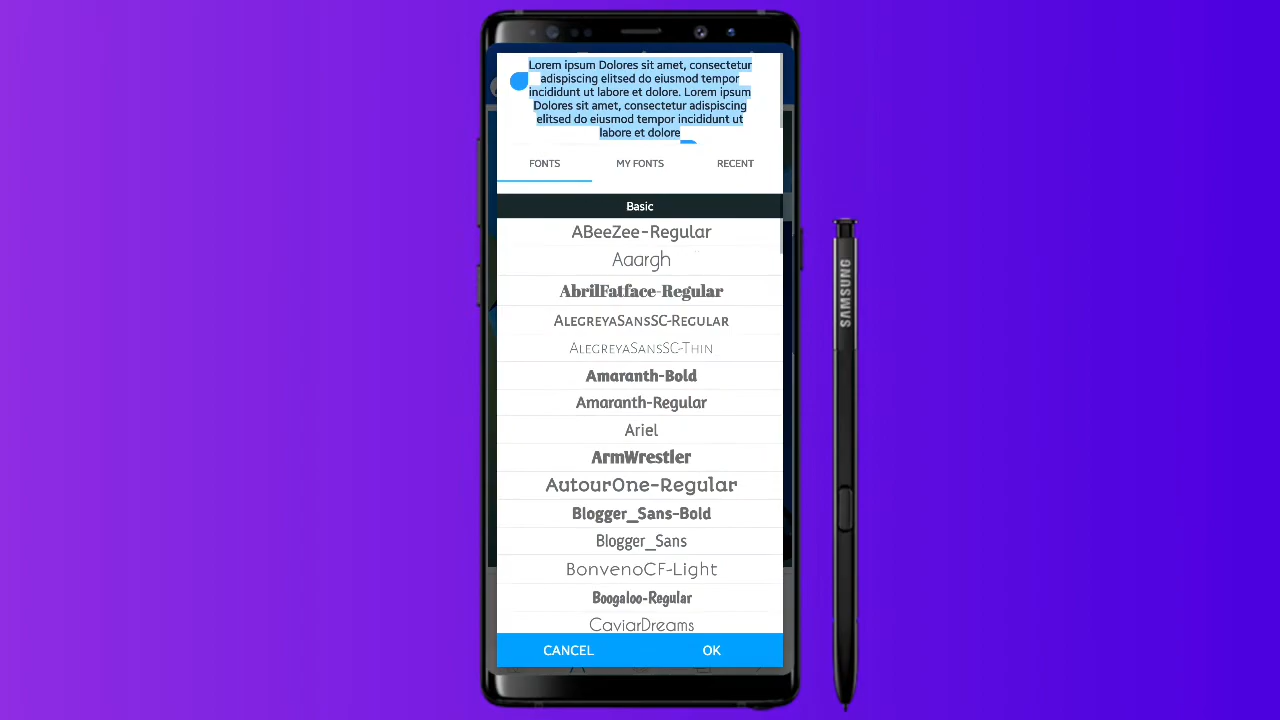 Lorem ipsum Dolores sit amet, consectetur
adipiscing elitsed do eiusmod tempor
incididunt ut labore et dolore. Lorem ipsum
Dolores sit amet, consectetur adipiscing
elitsed do eiusmod tempor incididunt ut
labore et dolore
FONTS MY FONTS RECENT
Basic
ABeeZee-Regular
Aaargh
AbrilFatface-Regular
AlegreyaSansSC-Regular
AlegreyaSansSC-Thin
Amaranth-Bold
Amaranth-Regular
Ariel
ArmWrestler
AutourOne-Regular
Blogger_Sans-Bold
Blogger_Sans
BonvenoCF-Light
Boogaloo-Regular
CaviarDreams
CANCEL OK
SAMSUNG